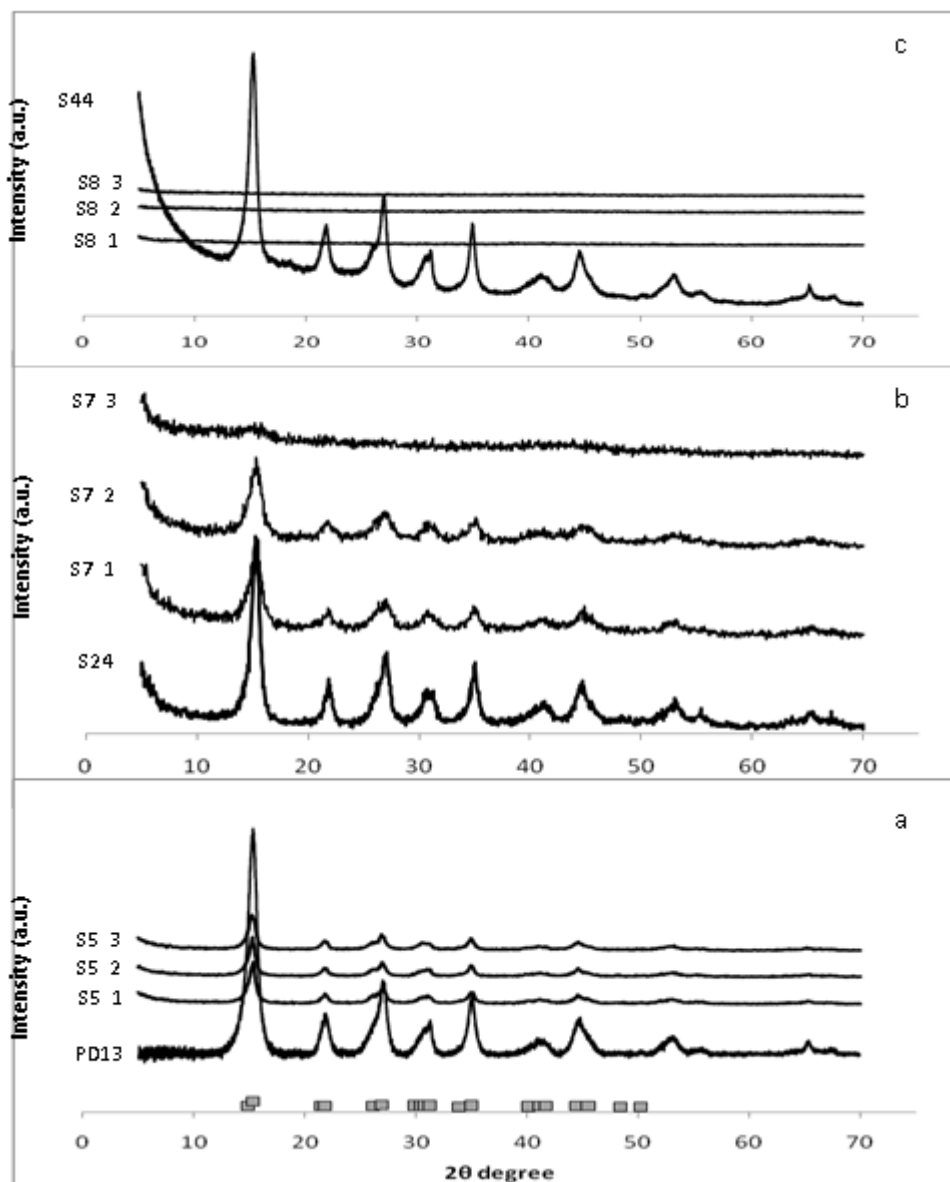 c
Intensity (a.u.)
S44
S8 3
S8 2
S8 1
0 10 20 30 40 50 60 70
b
Intensity (a.u.)
S7 3
S7 2
S7 1
S24
0 10 20 30 40 50 60 70
a
Intensity (a.u.)
S5 3
S5 2
S5 1
PD13
0 10 20 30 40 50 60 70
2θ degree